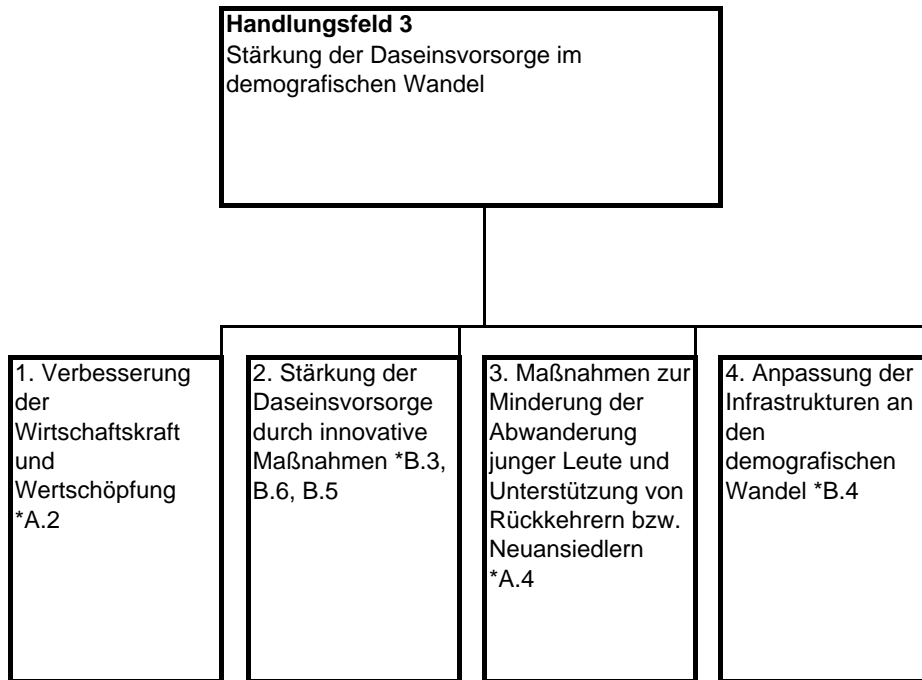 Handlungsfeld 3
Stärkung der Daseinsvorsorge im
demografischen Wandel
1. Verbesserung
der
Wirtschaftskraft
und
Wertschöpfung
*A.2
2. Stärkung der
Daseinsvorsorge
durch innovative
Maßnahmen *B.3,
B.6, B.5
3. Maßnahmen zur
Minderung der
Abwanderung
junger Leute und
Unterstützung von
Rückkehrern bzw.
Neuansiedlern
*A.4
4. Anpassung der
Infrastrukturen an
den
demografischen
Wandel *B.4